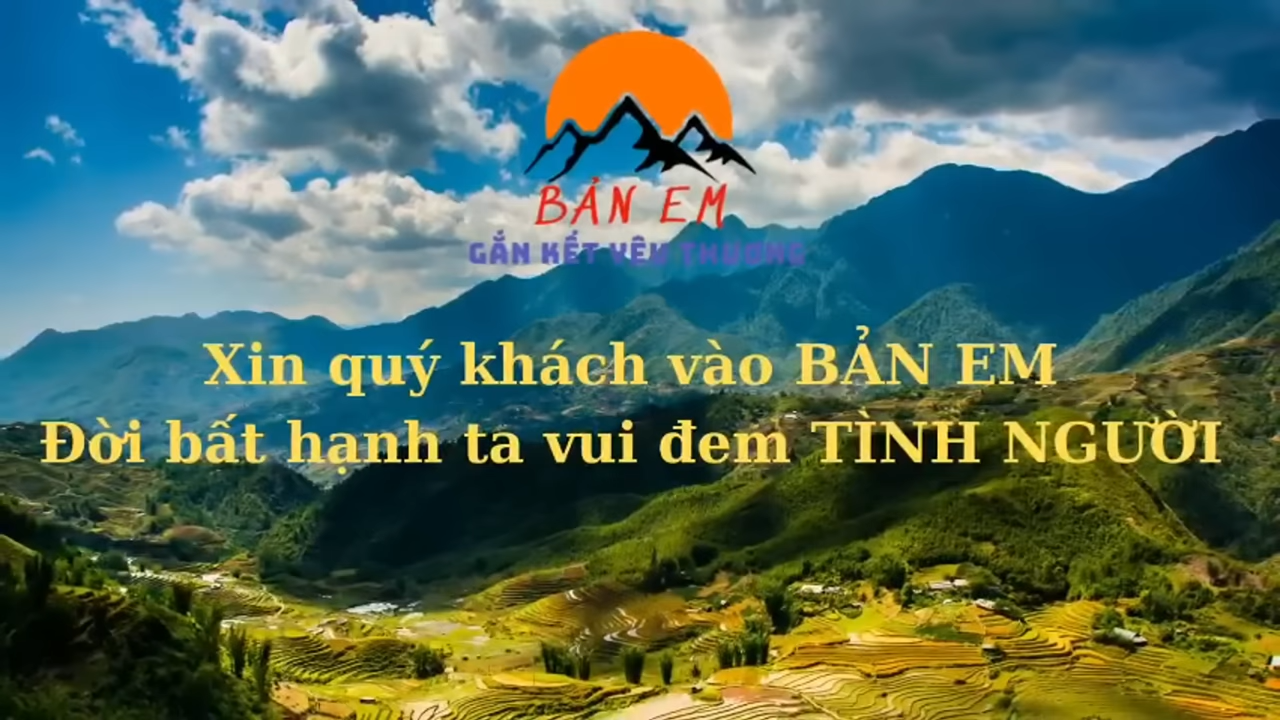 BẢN EM
GẮN KẾT YÊU THƯƠNG
Xin quý khách vào BẢN EM
Đời bất hạnh ta vui đem TÌNH NGƯỜI